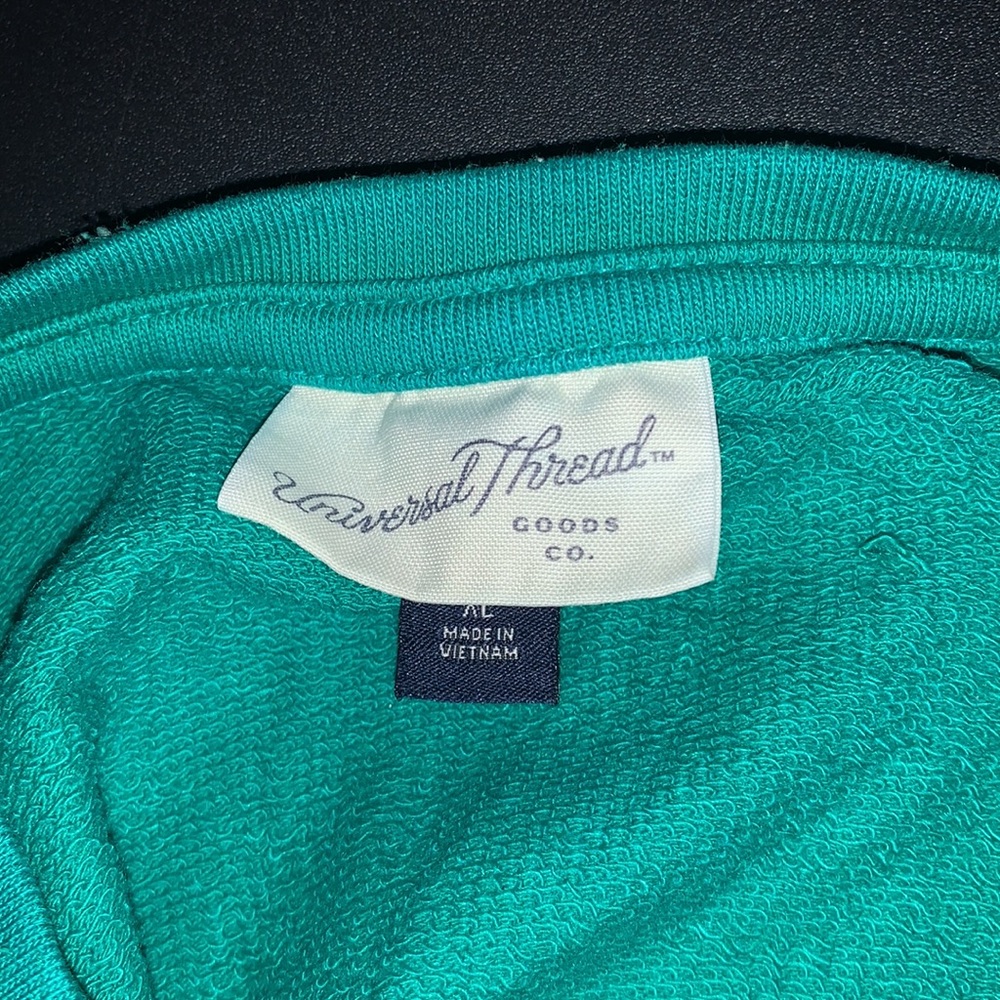 Universal Thread™
GOODS
CO.
XL
MADE IN
VIETNAM